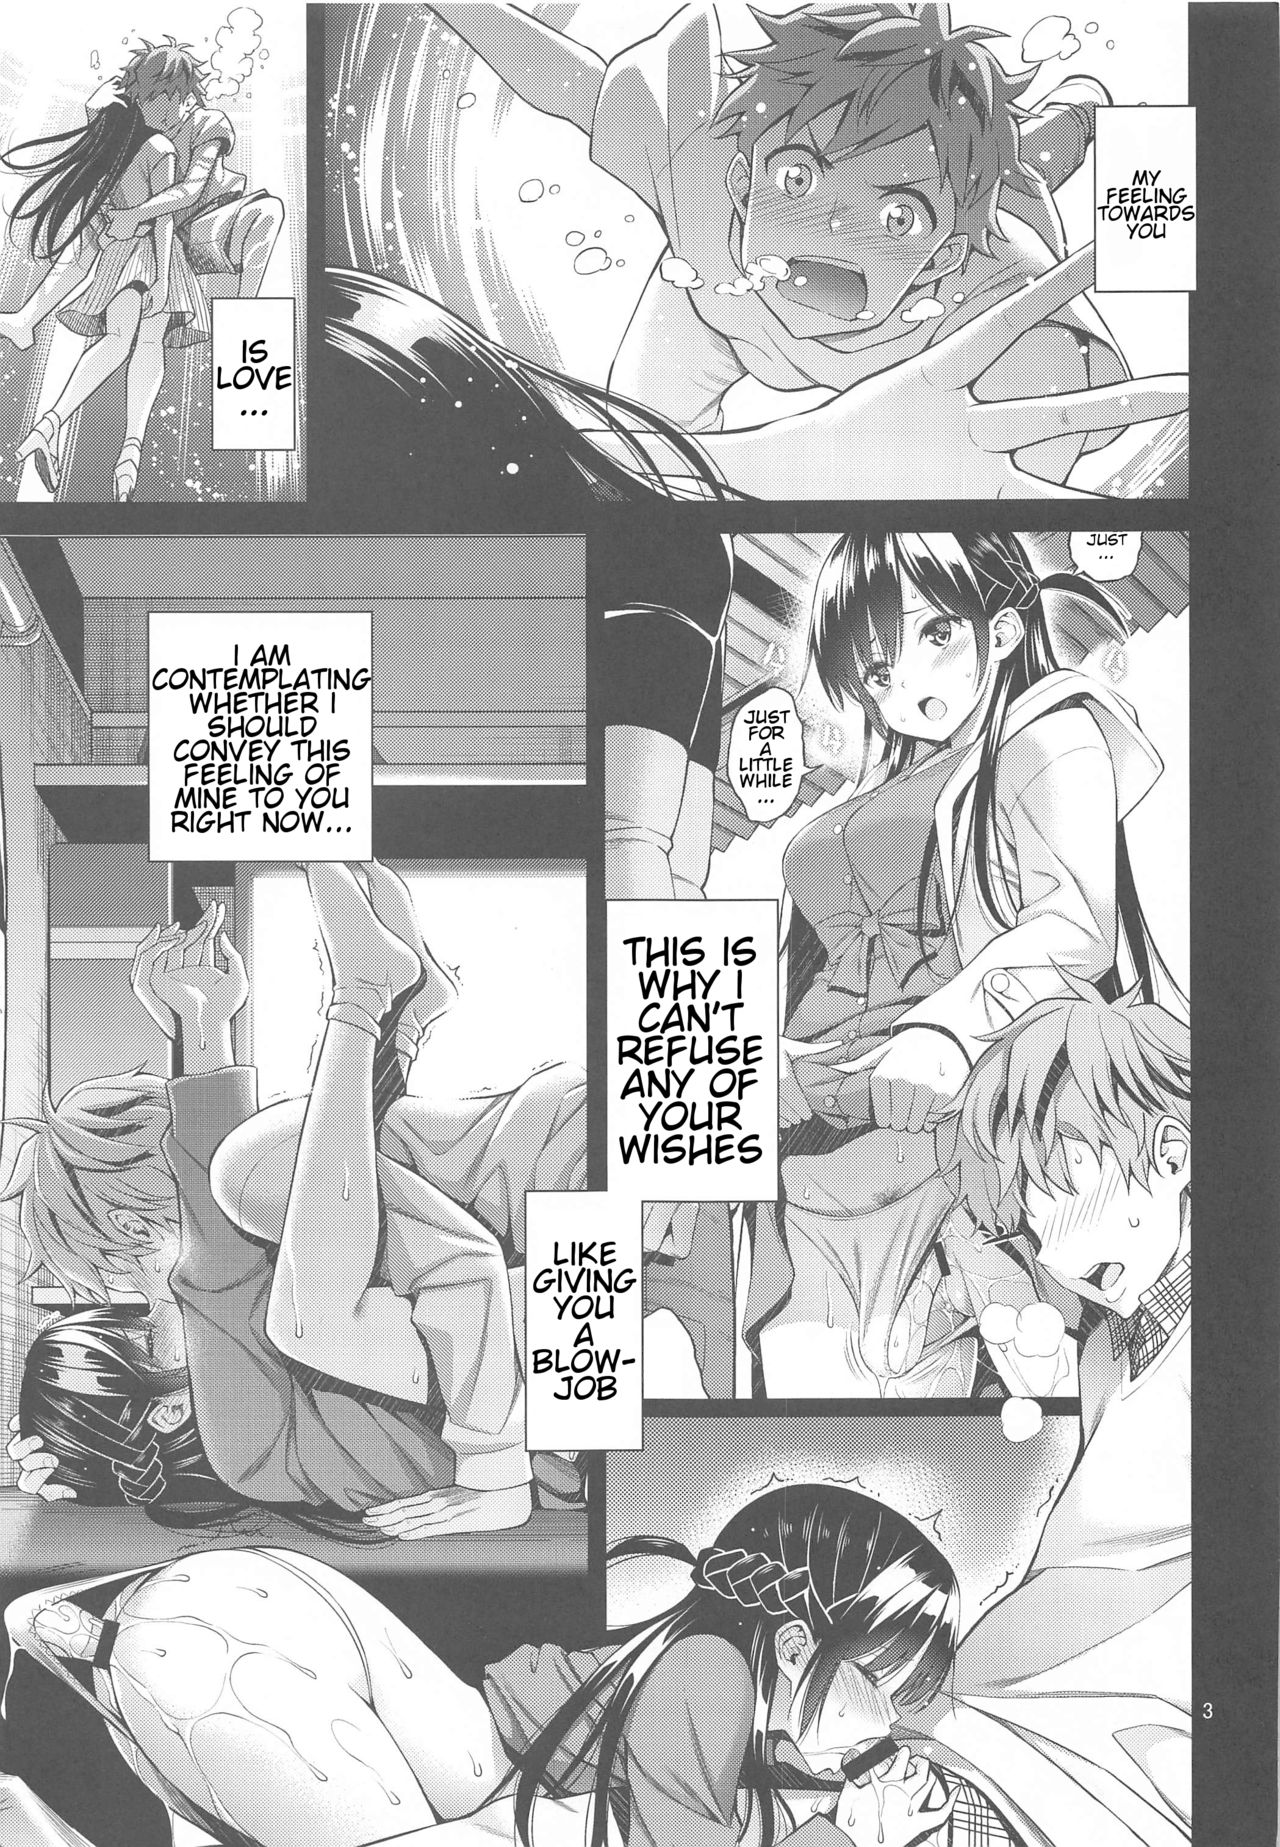 MY
FEELING
TOWARDS
YOU
IS
LOVE
...
JUST
...
JUST
FOR
A
LITTLE
WHILE
...
THIS IS
WHY I
CAN'T
REFUSE
ANY OF
YOUR
WISHES
LIKE
GIVING
YOU
A
BLOW-
JOB
I AM
CONTEMPLATING
WHETHER I
SHOULD
CONVEY THIS
FEELING OF
MINE TO YOU
RIGHT NOW...
3